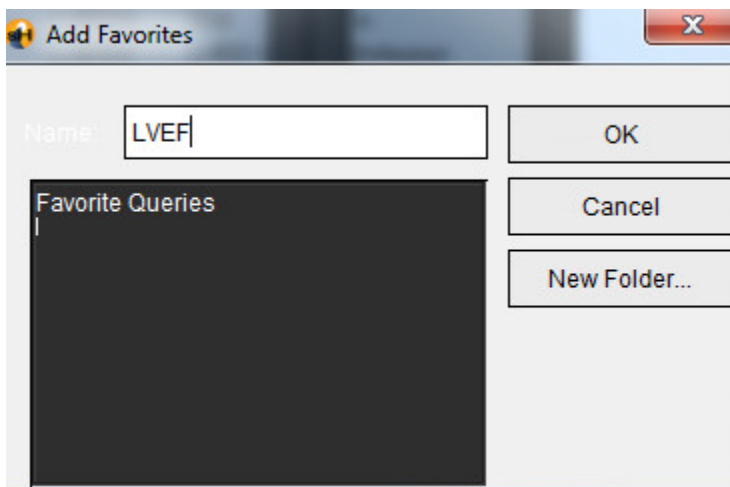 Add Favorites
Name: LVEF
OK
Favorite Queries
Cancel
New Folder...